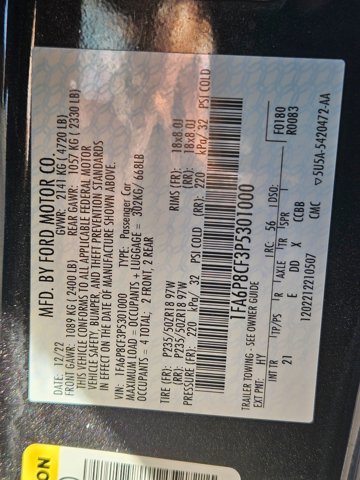 MFD. BY FORD MOTOR CO.
12/22 GVWR: 2141 KG ( 4720 LB)
FRONT GAWR: 1089 KG ( 2400 LB) REAR GAWR: 1057 KG ( 2330 LB)
THIS VEHICLE CONFORMS TO ALL APPLICABLE FEDERAL MOTOR
VEHICLE SAFETY, BUMPER, AND THEFT PREVENTION STANDARDS
IN EFFECT ON THE DATE OF MANUFACTURE SHOWN ABOVE.
VIN: 1FA6P8CF3P5301000 TYPE: Passenger Car
MAXIMUM LOAD = OCCUPANTS + LUGGAGE = 302KG/ 668LB
OCCUPANTS = 4 TOTAL; 2 FRONT, 2 REAR
P235/50ZR18 97W RIMS (FR) 18x8.0J
P235/50ZR18 97W RIMS (RR) 18x8.0J
PRESSURE (FR) 220 kPa/ 32 PSI COLD (RR) 220 kPa/ 32 PSI COLD
1FA6P8CF3P5301000
TRAILER TOWING - SEE OWNER GUIDE F0180
EXT PNT: HY RC: 56 DSO: R0083
INT TR TP/PS R AXLE TR SPR
21 E DD X I
CCBB
1202212210507 CMC ▽5U5A-5420472-AA
ON